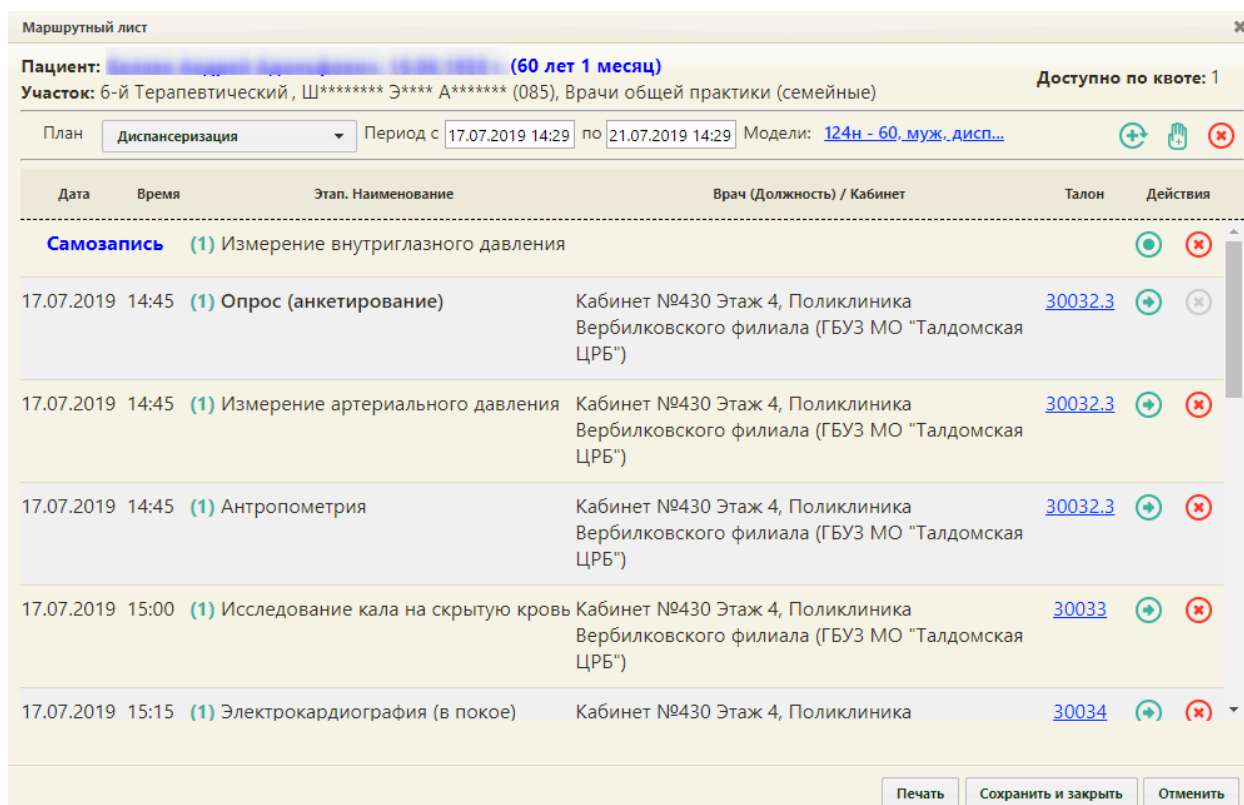 Маршрутный лист
Пациент: (60 лет 1 месяц)
Доступно по квоте: 1
Участок: 6-й Терапевтический , Ш******** Э**** А******* (085), Врачи общей практики (семейные)
План Диспансеризация Период с 17.07.2019 14:29 по 21.07.2019 14:29 Модели: 124н - 60, муж, дисп...
Дата Время Этап. Наименование Врач (Должность) / Кабинет Талон Действия
Самозапись (1) Измерение внутриглазного давления
17.07.2019 14:45 (1) Опрос (анкетирование) Кабинет №430 Этаж 4, Поликлиника 30032.3
Вербилковского филиала (ГБУЗ МО "Талдомская
ЦРБ")
17.07.2019 14:45 (1) Измерение артериального давления Кабинет №430 Этаж 4, Поликлиника 30032.3
Вербилковского филиала (ГБУЗ МО "Талдомская
ЦРБ")
17.07.2019 14:45 (1) Антропометрия Кабинет №430 Этаж 4, Поликлиника 30032.3
Вербилковского филиала (ГБУЗ МО "Талдомская
ЦРБ")
17.07.2019 15:00 (1) Исследование кала на скрытую кровь Кабинет №430 Этаж 4, Поликлиника 30033
Вербилковского филиала (ГБУЗ МО "Талдомская
ЦРБ")
17.07.2019 15:15 (1) Электрокардиография (в покое) Кабинет №430 Этаж 4, Поликлиника 30034
Печать Сохранить и закрыть Отменить